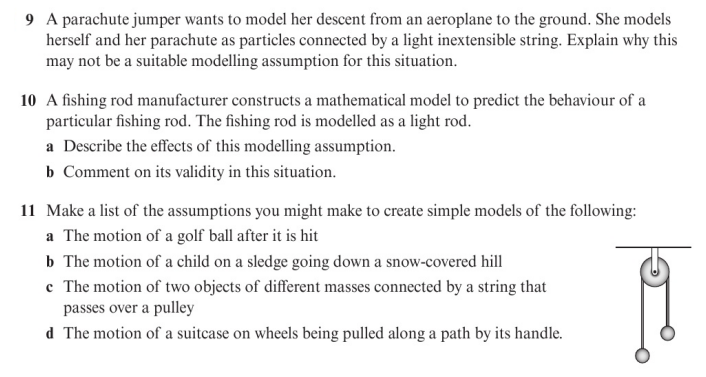 9 A parachute jumper wants to model her descent from an aeroplane to the ground. She models
herself and her parachute as particles connected by a light inextensible string. Explain why this
may not be a suitable modelling assumption for this situation.
10 A fishing rod manufacturer constructs a mathematical model to predict the behaviour of a
particular fishing rod. The fishing rod is modelled as a light rod.
a Describe the effects of this modelling assumption.
b Comment on its validity in this situation.
11 Make a list of the assumptions you might make to create simple models of the following:
a The motion of a golf ball after it is hit
b The motion of a child on a sledge going down a snow-covered hill
c The motion of two objects of different masses connected by a string that
passes over a pulley
d The motion of a suitcase on wheels being pulled along a path by its handle.